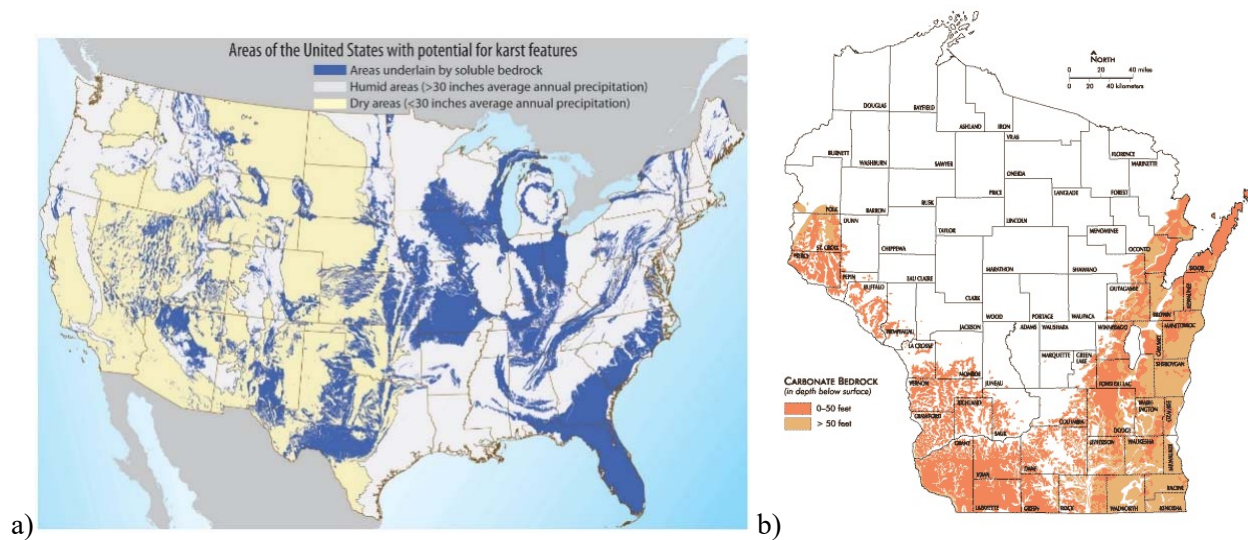 Areas of the United States with potential for karst features
Areas underlain by soluble bedrock
Humid areas (>30 inches average annual precipitation)
Dry areas (<30 inches average annual precipitation)
a)
NORTH
0 20 40 miles
0 20 40 kilometers
DOUGLAS
BAYFIELD
ASHLAND
IRON
VILAS
FLORENCE
MARINETTE
BURNETT
WASHBURN
SAWYER
ONEIDA
FOREST
PRICE
LANGLADE
POLK
BARRON
RUSK
LINCOLN
DUNN
TAYLOR
MENOMINEE
OCONTO
ST. CROIX
CHIPPEWA
MARATHON
SHAWANO
DOOR
PIERCE
PEPIN
EAU CLAIRE
CLARK
OUTAGAMIE
BUFFALO
WOOD
PORTAGE
WAUPACA
BROWN
TREMPEALEAU
JACKSON
ADAMS
WAUSHARA
WINNEBAGO
CALUMET
MANITOWOC
LA CROSSE
MONROE
JUNEAU
MARQUETTE
GREEN
LAKE
SHEBOYGAN
FOND DU LAC
VERNON
CARBONATE BEDROCK
(in depth below surface)
0–50 feet
> 50 feet
RICHLAND
CRAWFORD
SAUK
COLUMBIA
DODGE
WASH-
INGTON
GRANT
IOWA
DANE
JEFFERSON
WAUKESHA
LAFAYETTE
GREEN
ROCK
WALWORTH
RACINE
KENOSHA
b)